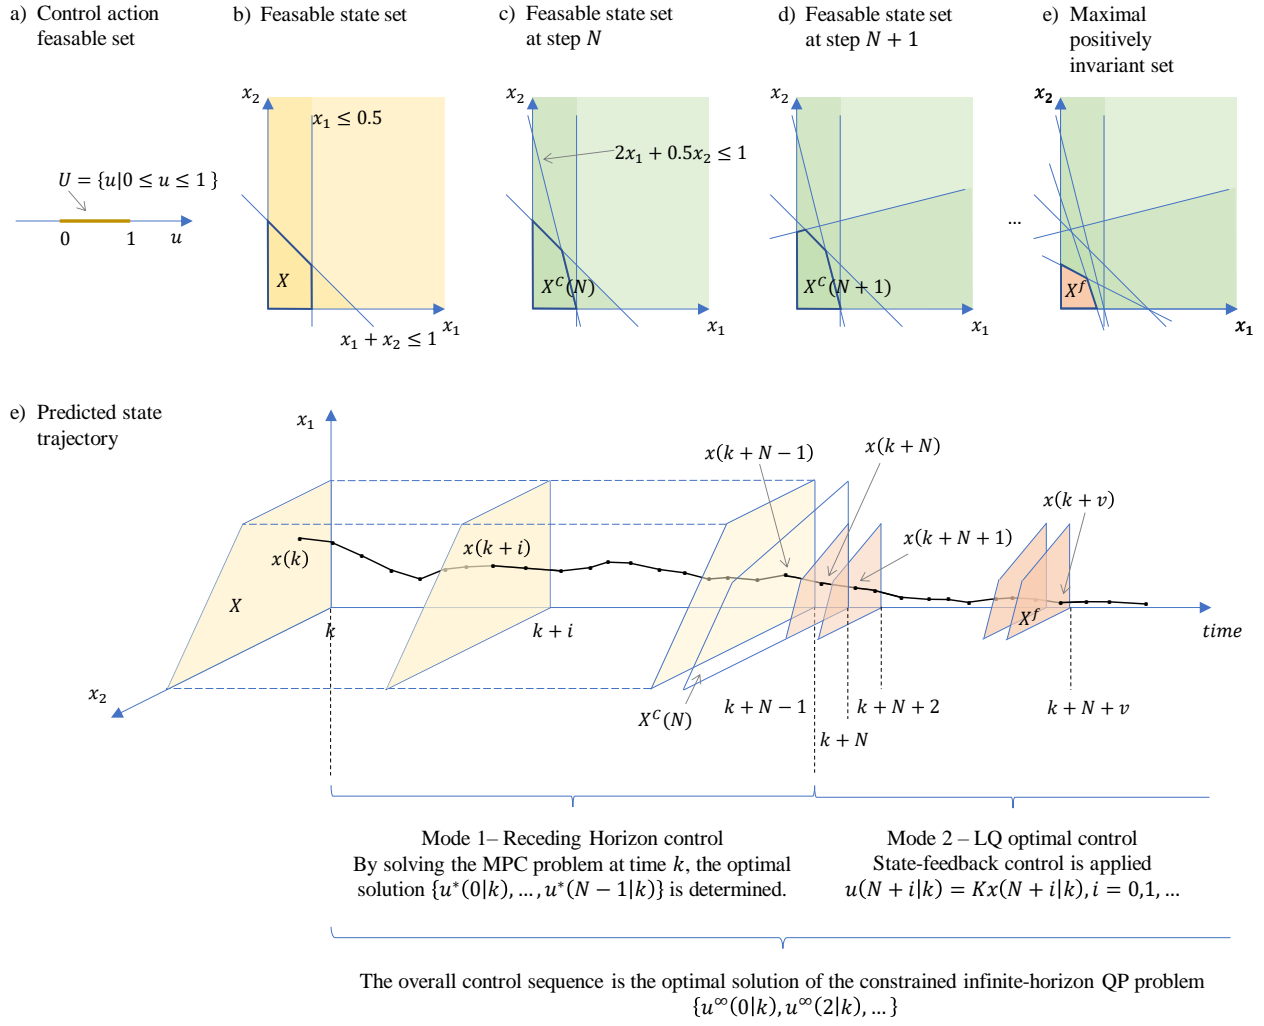 a) Control action
feasable set
b) Feasable state set
c) Feasable state set
at step N
d) Feasable state set
at step N + 1
e) Maximal
positively
invariant set
U = {u|0 ≤ u ≤ 1 }
0
1
u
x₂
x₁ ≤ 0.5
X
x₁
x₁ + x₂ ≤ 1
x₂
2x₁ + 0.5x₂ ≤ 1
Xᶜ(N)
x₁
x₂
Xᶜ(N + 1)
x₁
...
x₂
Xᶠ
x₁
e) Predicted state
trajectory
x₁
x(k + N − 1)
x(k + N)
x(k + v)
x(k)
x(k + i)
x(k + N + 1)
X
k
k + i
Xᶠ
time
x₂
Xᶜ(N)
k + N − 1
k + N
k + N + 2
k + N + v
Mode 1– Receding Horizon control
By solving the MPC problem at time k, the optimal
solution {u*(0|k), … , u*(N − 1|k)} is determined.
Mode 2 – LQ optimal control
State-feedback control is applied
u(N + i|k) = Kx(N + i|k), i = 0,1, …
The overall control sequence is the optimal solution of the constrained infinite-horizon QP problem
{u^∞(0|k), u^∞(2|k), … }